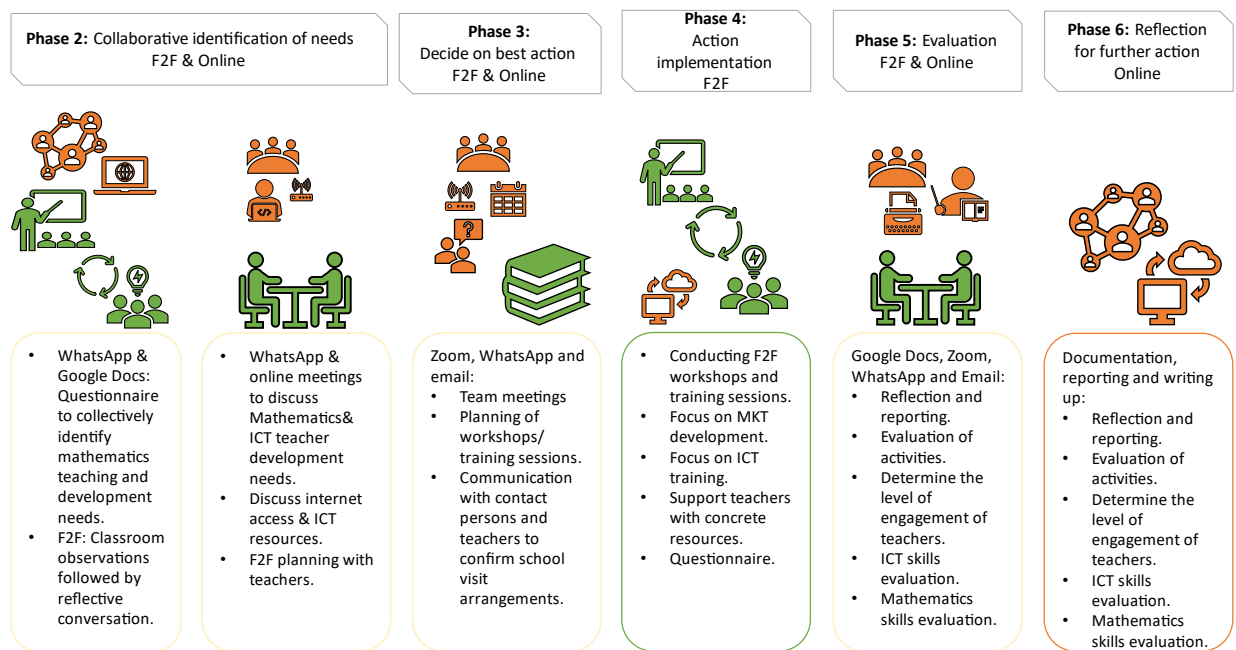 Phase 2: Collaborative identification of needs
F2F & Online
Phase 3:
Decide on best action
F2F & Online
Phase 4:
Action
implementation
F2F
Phase 5: Evaluation
F2F & Online
Phase 6: Reflection
for further action
Online
• WhatsApp &
Google Docs:
Questionnaire
to collectively
identify
mathematics
teaching and
development
needs.
• F2F: Classroom
observations
followed by
reflective
conversation.
• WhatsApp &
online meetings
to discuss
Mathematics&
ICT teacher
development
needs.
• Discuss internet
access & ICT
resources.
• F2F planning with
teachers.
Zoom, WhatsApp and
email:
• Team meetings
• Planning of
workshops/
training sessions.
• Communication
with contact
persons and
teachers to
confirm school
visit
arrangements.
• Conducting F2F
workshops and
training sessions.
• Focus on MKT
development.
• Focus on ICT
training.
• Support teachers
with concrete
resources.
• Questionnaire.
Google Docs, Zoom,
WhatsApp and Email:
• Reflection and
reporting.
• Evaluation of
activities.
• Determine the
level of
engagement of
teachers.
• ICT skills
evaluation.
• Mathematics
skills evaluation.
Documentation,
reporting and writing
up:
• Reflection and
reporting.
• Evaluation of
activities.
• Determine the
level of
engagement of
teachers.
• ICT skills
evaluation.
• Mathematics
skills evaluation.